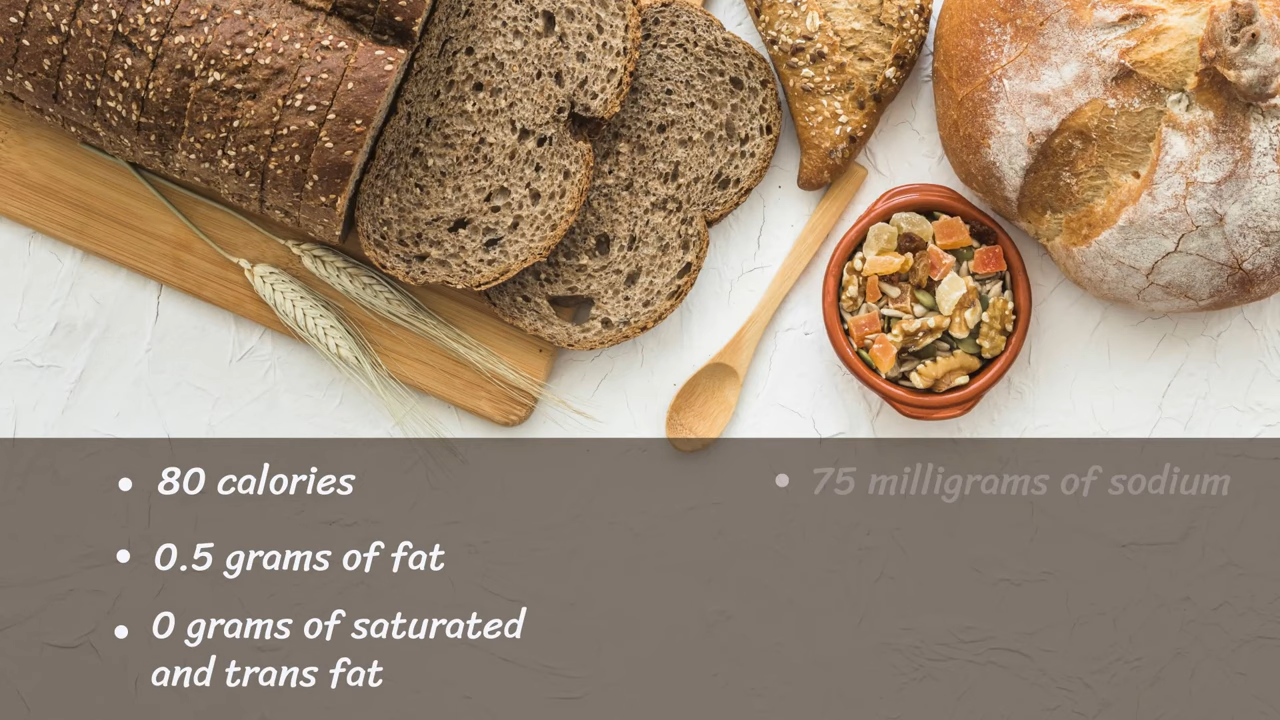 • 80 calories
• 0.5 grams of fat
• 0 grams of saturated
and trans fat
• 75 milligrams of sodium